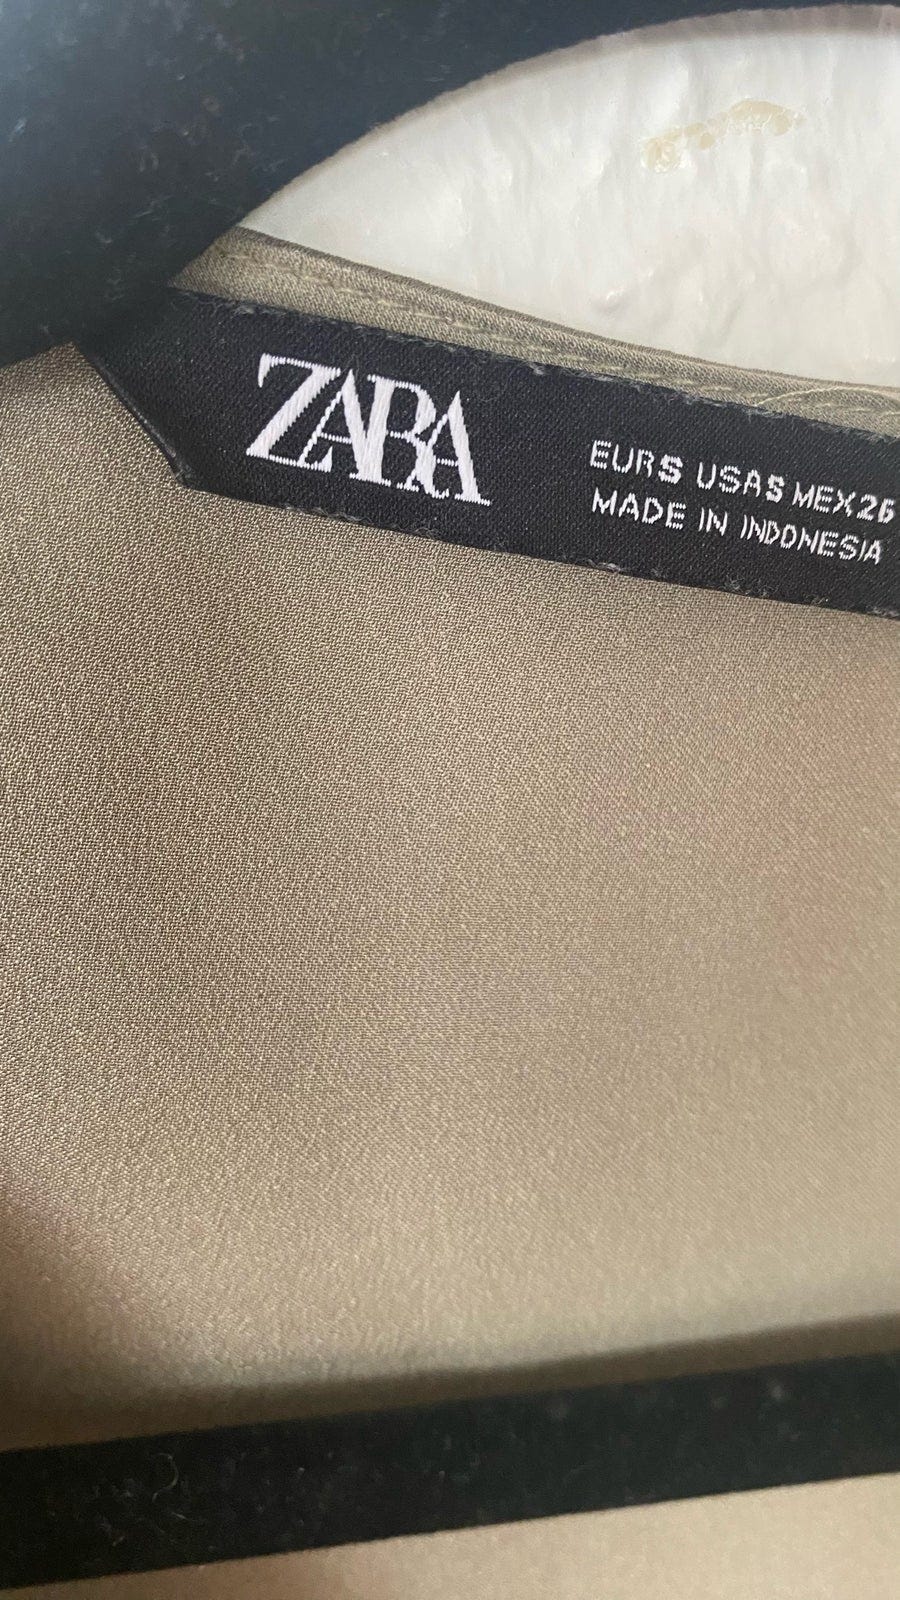 ZARA
EUR S USA S MEX 26
MADE IN INDONESIA